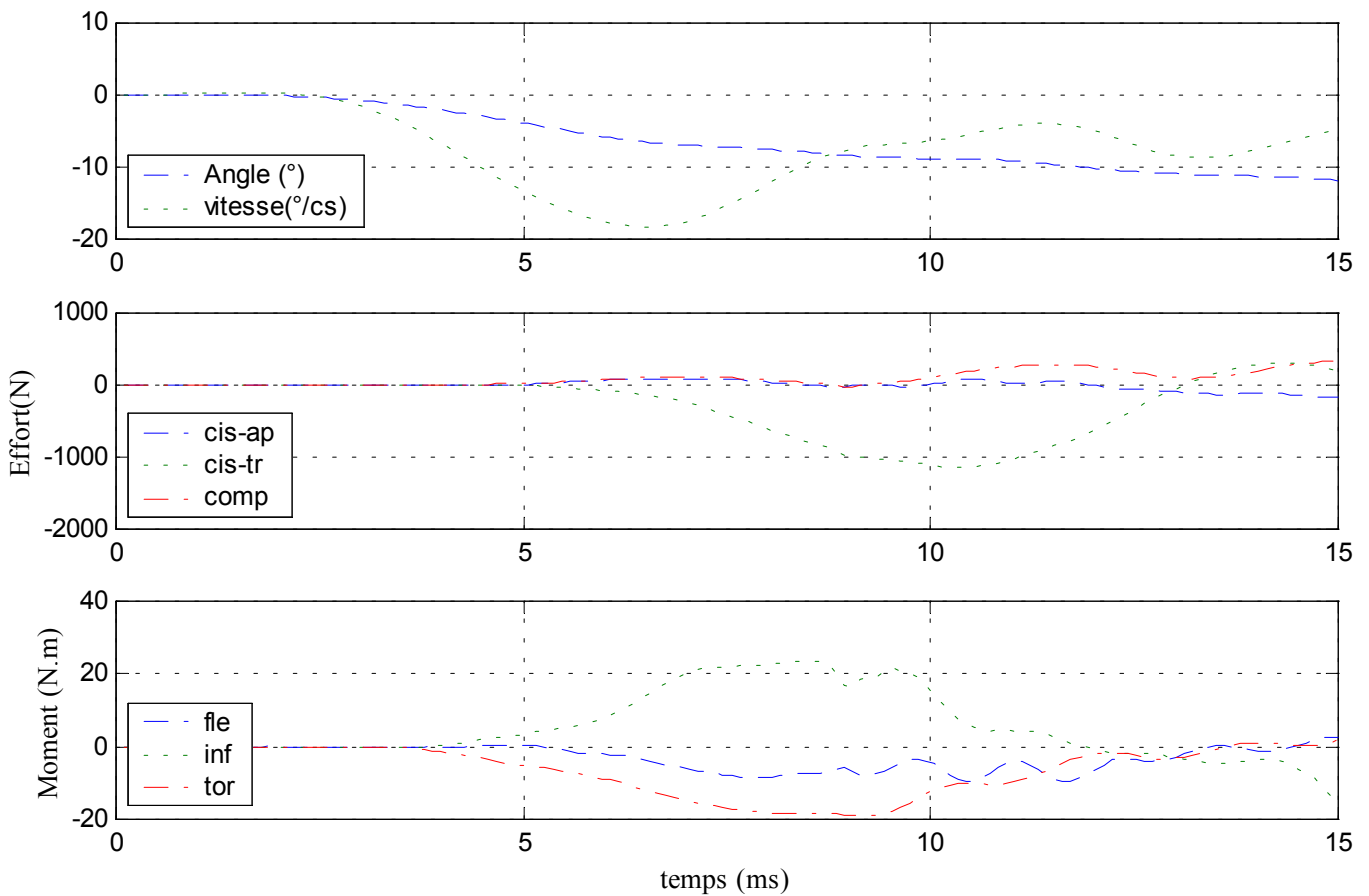 10
0
-10
-20
Angle (°)
vitesse(°/cs)
0 5 10 15
1000
0
-1000
-2000
Effort(N)
cis-ap
cis-tr
comp
0 5 10 15
40
20
0
-20
Moment (N.m)
fle
inf
tor
0 5 10 15
temps (ms)